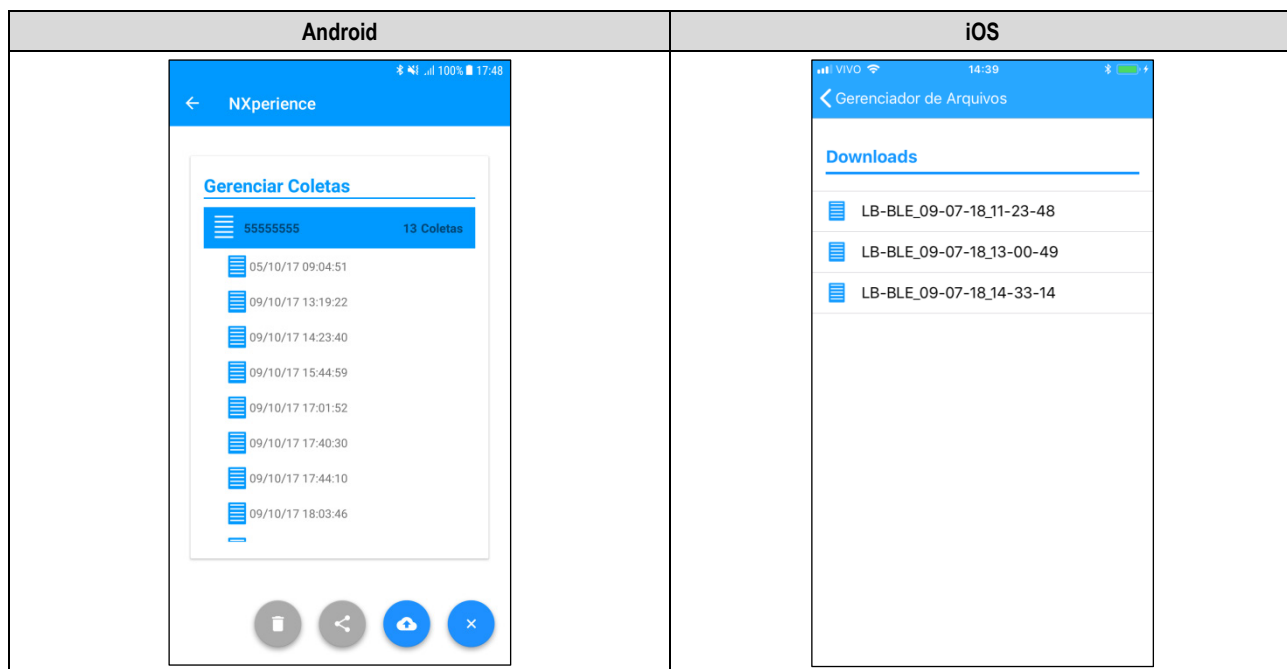 Android
iOS
100% 17:48
NXperience
Gerenciar Coletas
55555555 13 Coletas
05/10/17 09:04:51
09/10/17 13:19:22
09/10/17 14:23:40
09/10/17 15:44:59
09/10/17 17:01:52
09/10/17 17:40:30
09/10/17 17:44:10
09/10/17 18:03:46
VIVO 14:39
Gerenciador de Arquivos
Downloads
LB-BLE_09-07-18_11-23-48
LB-BLE_09-07-18_13-00-49
LB-BLE_09-07-18_14-33-14